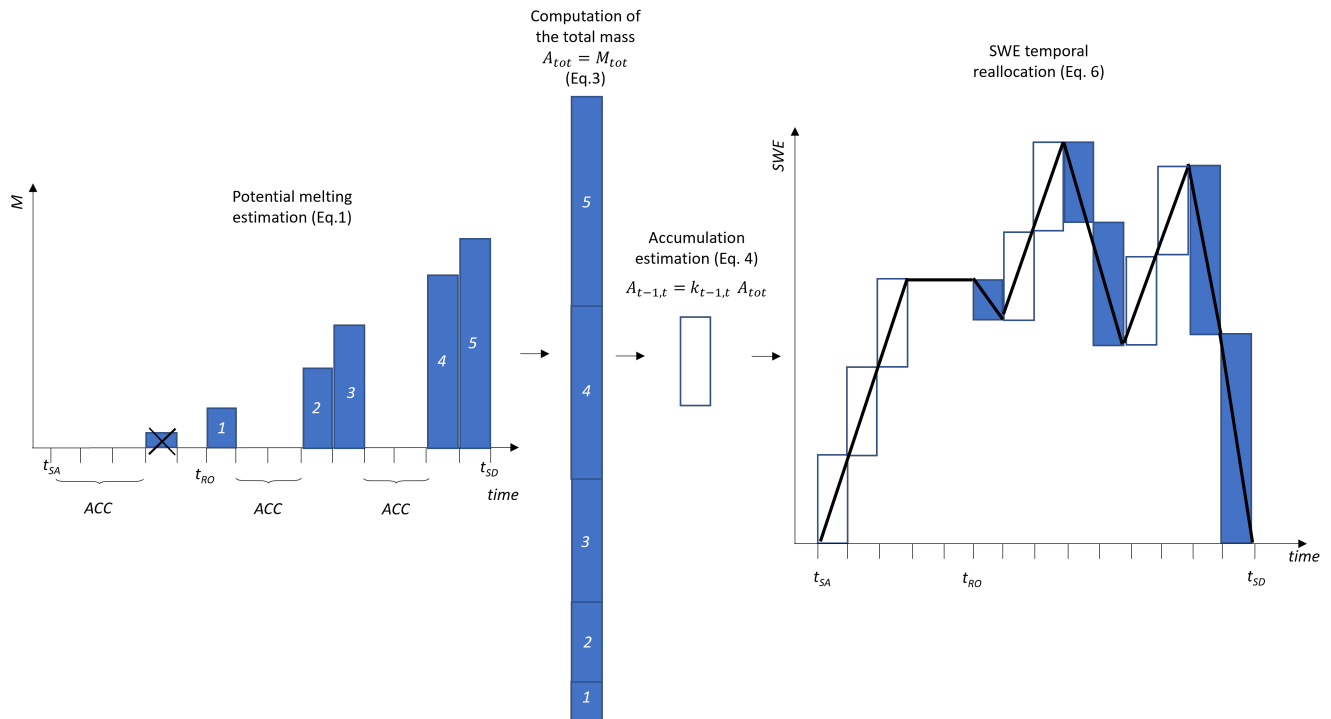 Potential melting
estimation (Eq.1)
M
1
2
3
4
5
t_SA
t_RO
t_SD
ACC
ACC
ACC
time
Computation of
the total mass
A_tot = M_tot
(Eq.3)
5
4
3
2
1
Accumulation
estimation (Eq. 4)
A_t−1,t = k_t−1,t A_tot
SWE temporal
reallocation (Eq. 6)
SWE
time
t_SA
t_RO
t_SD